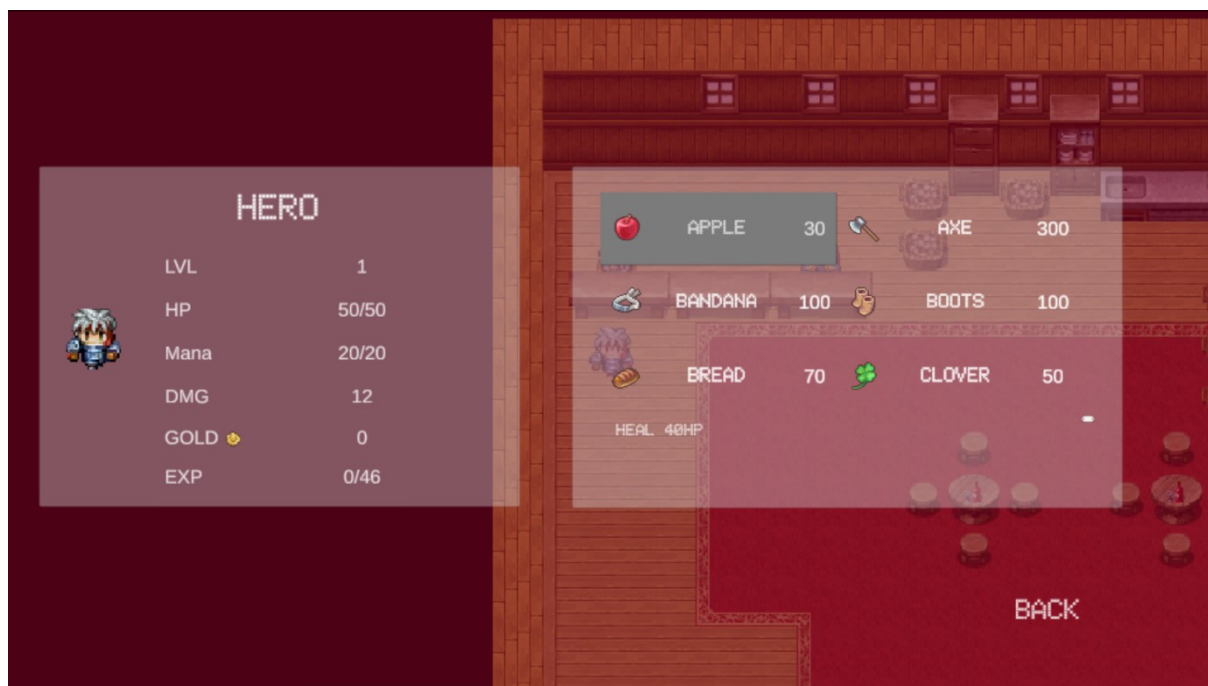 HERO
LVL 1
HP 50/50
Mana 20/20
DMG 12
GOLD 0
EXP 0/46
APPLE 30 AXE 300
BANDANA 100 BOOTS 100
BREAD 70 CLOVER 50
HEAL 40HP
BACK